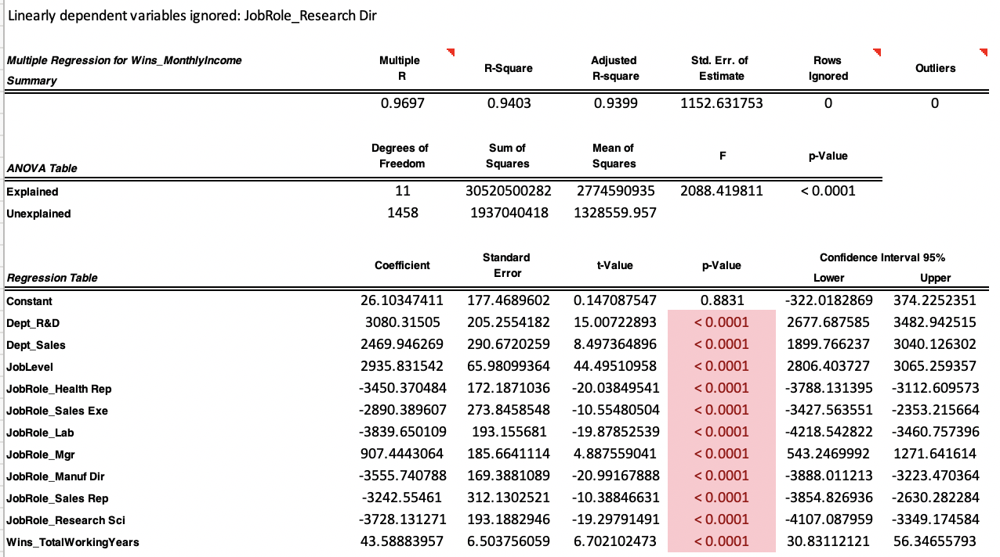 Linearly dependent variables ignored: JobRole_Research Dir
Multiple Regression for Wins_MonthlyIncome Multiple R-Square Adjusted Std. Err. of Rows Outliers
Summary R R-square Estimate Ignored
0.9697 0.9403 0.9399 1152.631753 0 0
Degrees of Sum of Mean of F p-Value
ANOVA Table Freedom Squares Squares
Explained 11 30520500282 2774590935 2088.419811 < 0.0001
Unexplained 1458 1937040418 1328559.957
Coefficient Standard t-Value p-Value Confidence Interval 95%
Regression Table Error Lower Upper
Constant 26.10347411 177.4689602 0.147087547 0.8831 -322.0182869 374.2252351
Dept_R&D 3080.31505 205.2554182 15.00722893 < 0.0001 2677.687585 3482.942515
Dept_Sales 2469.946269 290.6720259 8.497364896 < 0.0001 1899.766237 3040.126302
JobLevel 2935.831542 65.98099364 44.49510958 < 0.0001 2806.403727 3065.259357
JobRole_Health Rep -3450.370484 172.1871036 -20.03849541 < 0.0001 -3788.131395 -3112.609573
JobRole_Sales Exe -2890.389607 273.8458548 -10.55480504 < 0.0001 -3427.563551 -2353.215664
JobRole_Lab -3839.650109 193.155681 -19.87852539 < 0.0001 -4218.542822 -3460.757396
JobRole_Mgr 907.4443064 185.6641114 4.887559041 < 0.0001 543.2469992 1271.641614
JobRole_Manuf Dir -3555.740788 169.3881089 -20.99167888 < 0.0001 -3888.011213 -3223.470364
JobRole_Sales Rep -3242.55461 312.1302521 -10.38846631 < 0.0001 -3854.826936 -2630.282284
JobRole_Research Sci -3728.131271 193.1882946 -19.29791491 < 0.0001 -4107.087959 -3349.174584
Wins_TotalWorkingYears 43.58883957 6.503756059 6.702102473 < 0.0001 30.83112121 56.34655793